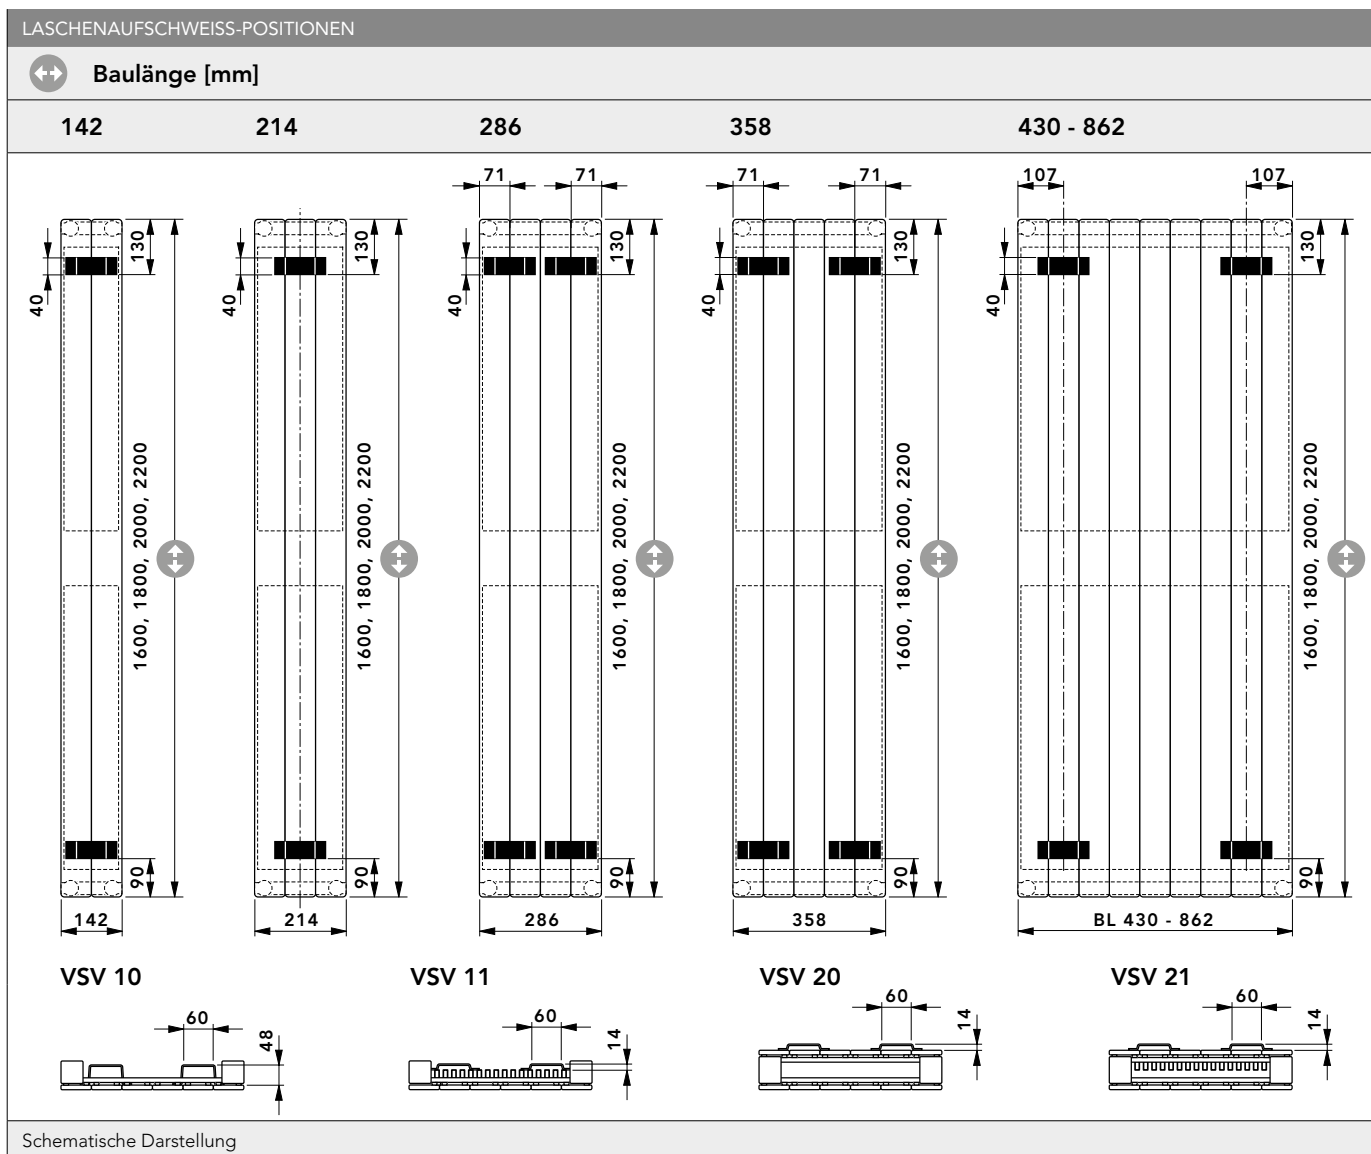 LASCHENAUFSCHWEISS-POSITIONEN
Baulänge [mm]
142 214 286 358 430 - 862
71 71 71 71 107 107
130 130 130 130 130
40 40 40 40 40
1600, 1800, 2000, 2200 1600, 1800, 2000, 2200 1600, 1800, 2000, 2200 1600, 1800, 2000, 2200 1600, 1800, 2000, 2200
90 90 90 90 90
142 214 286 358 BL 430 - 862
VSV 10 VSV 11 VSV 20 VSV 21
60 48 60 14 60 14 60 14
Schematische Darstellung